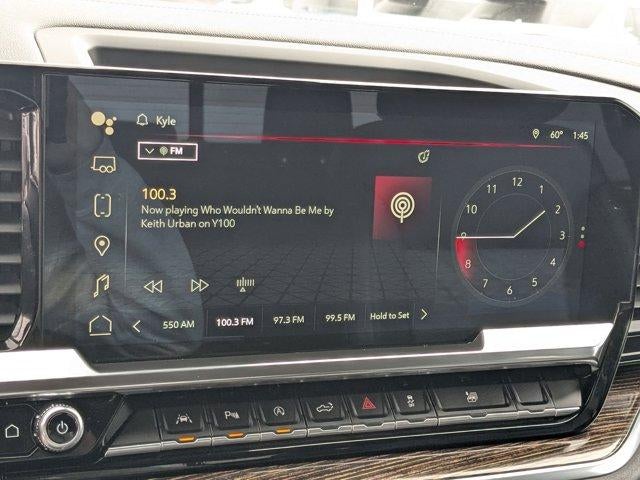 Kyle
60° 1:45
FM
100.3
Now playing Who Wouldn't Wanna Be Me by
Keith Urban on Y100
12
11 1
10 2
9 3
8 4
7 5
6
550 AM 100.3 FM 97.3 FM 99.5 FM Hold to Set